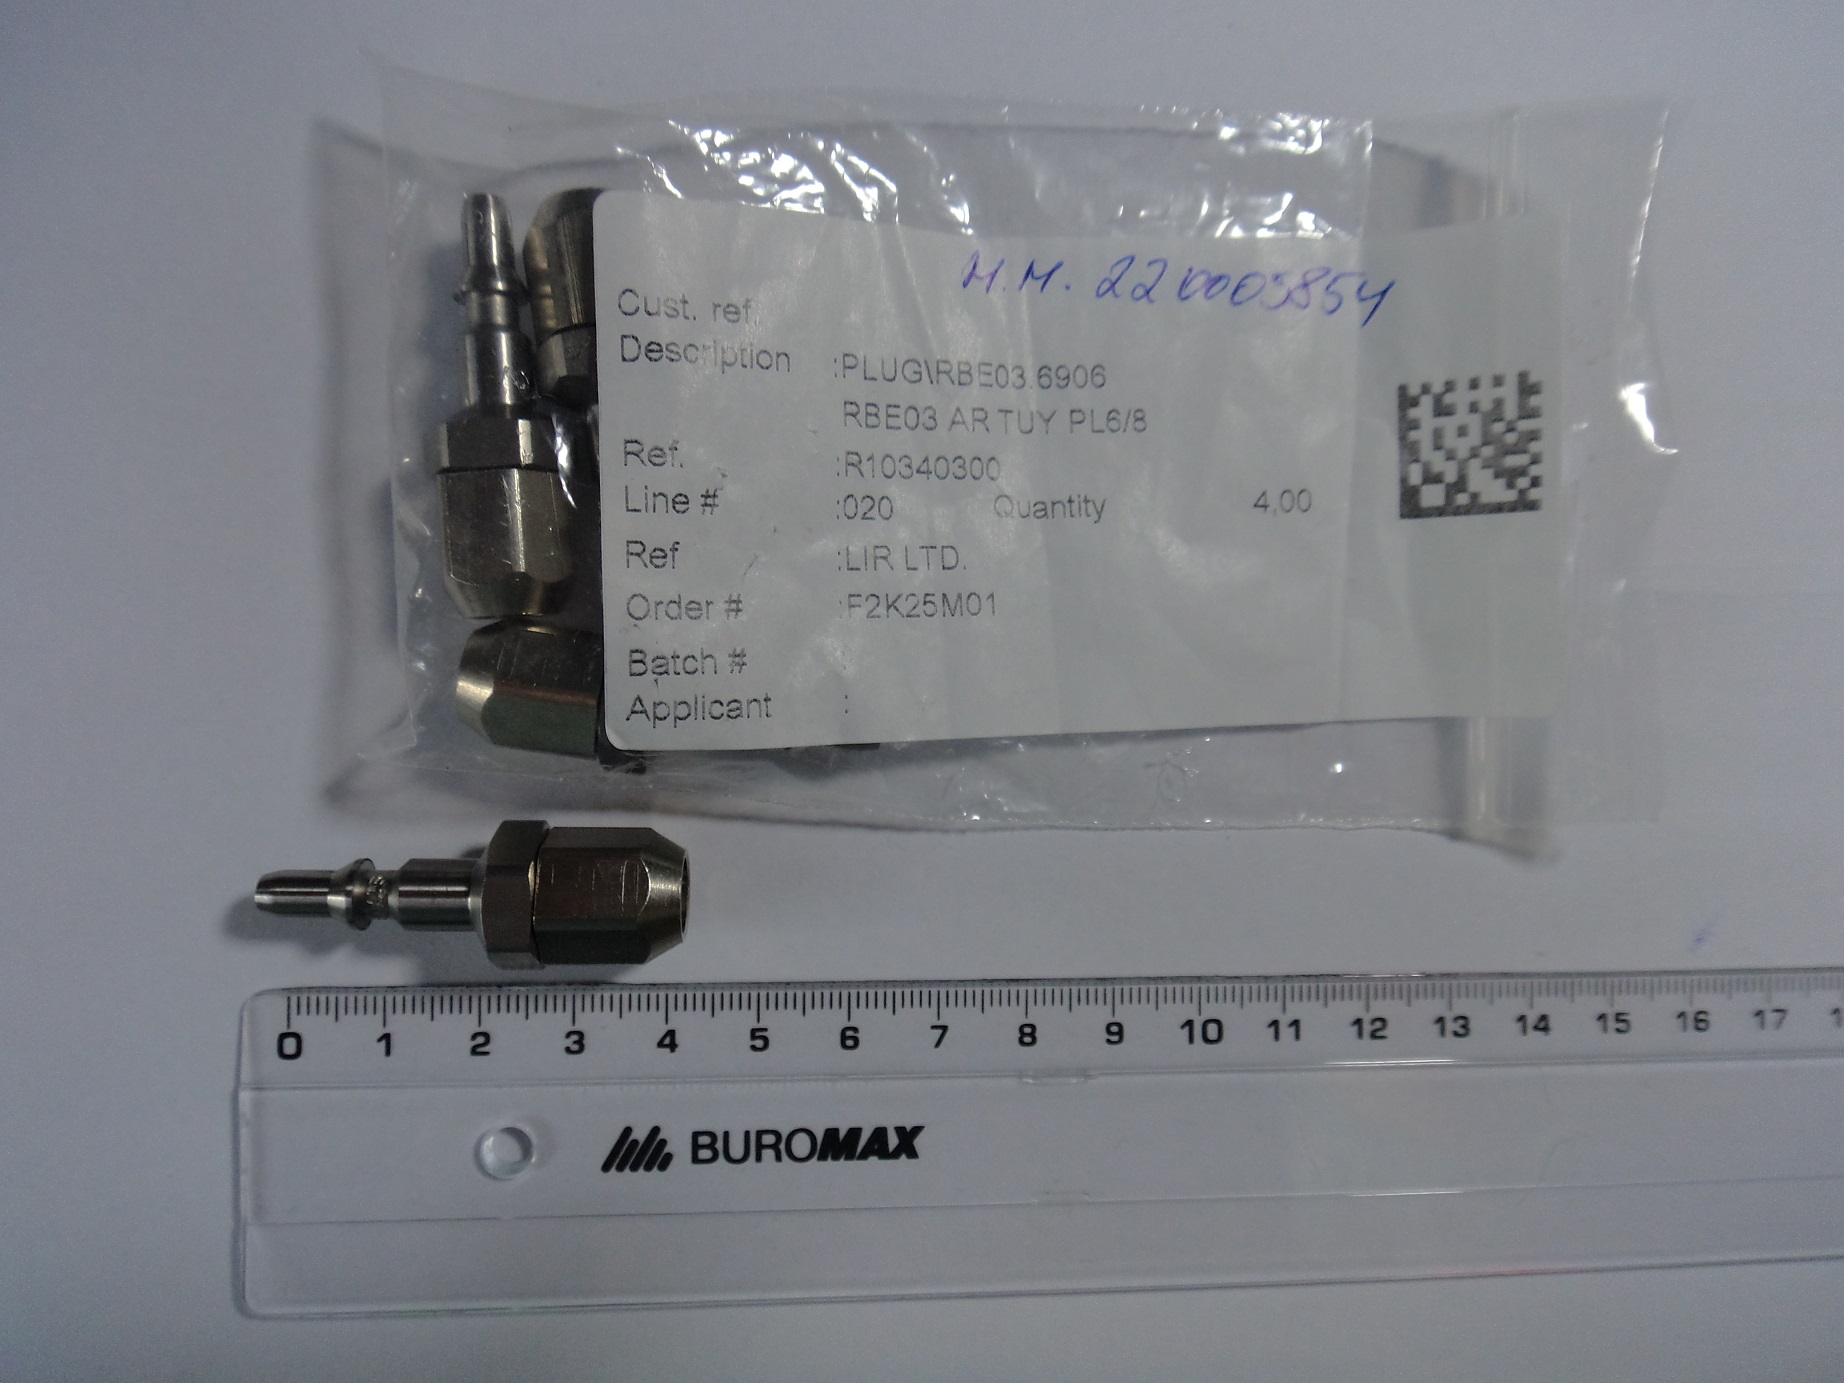 н.н. 220005854
Cust. ref.
Description :PLUG\RBE03.6906
RBE03 AR TUY PL6/8
Ref. :R10340300
Line # :020 Quantity 4,00
Ref :LIR LTD.
Order # :F2K25M01
Batch #
Applicant :
0 1 2 3 4 5 6 7 8 9 10 11 12 13 14 15 16 17
BUROMAX